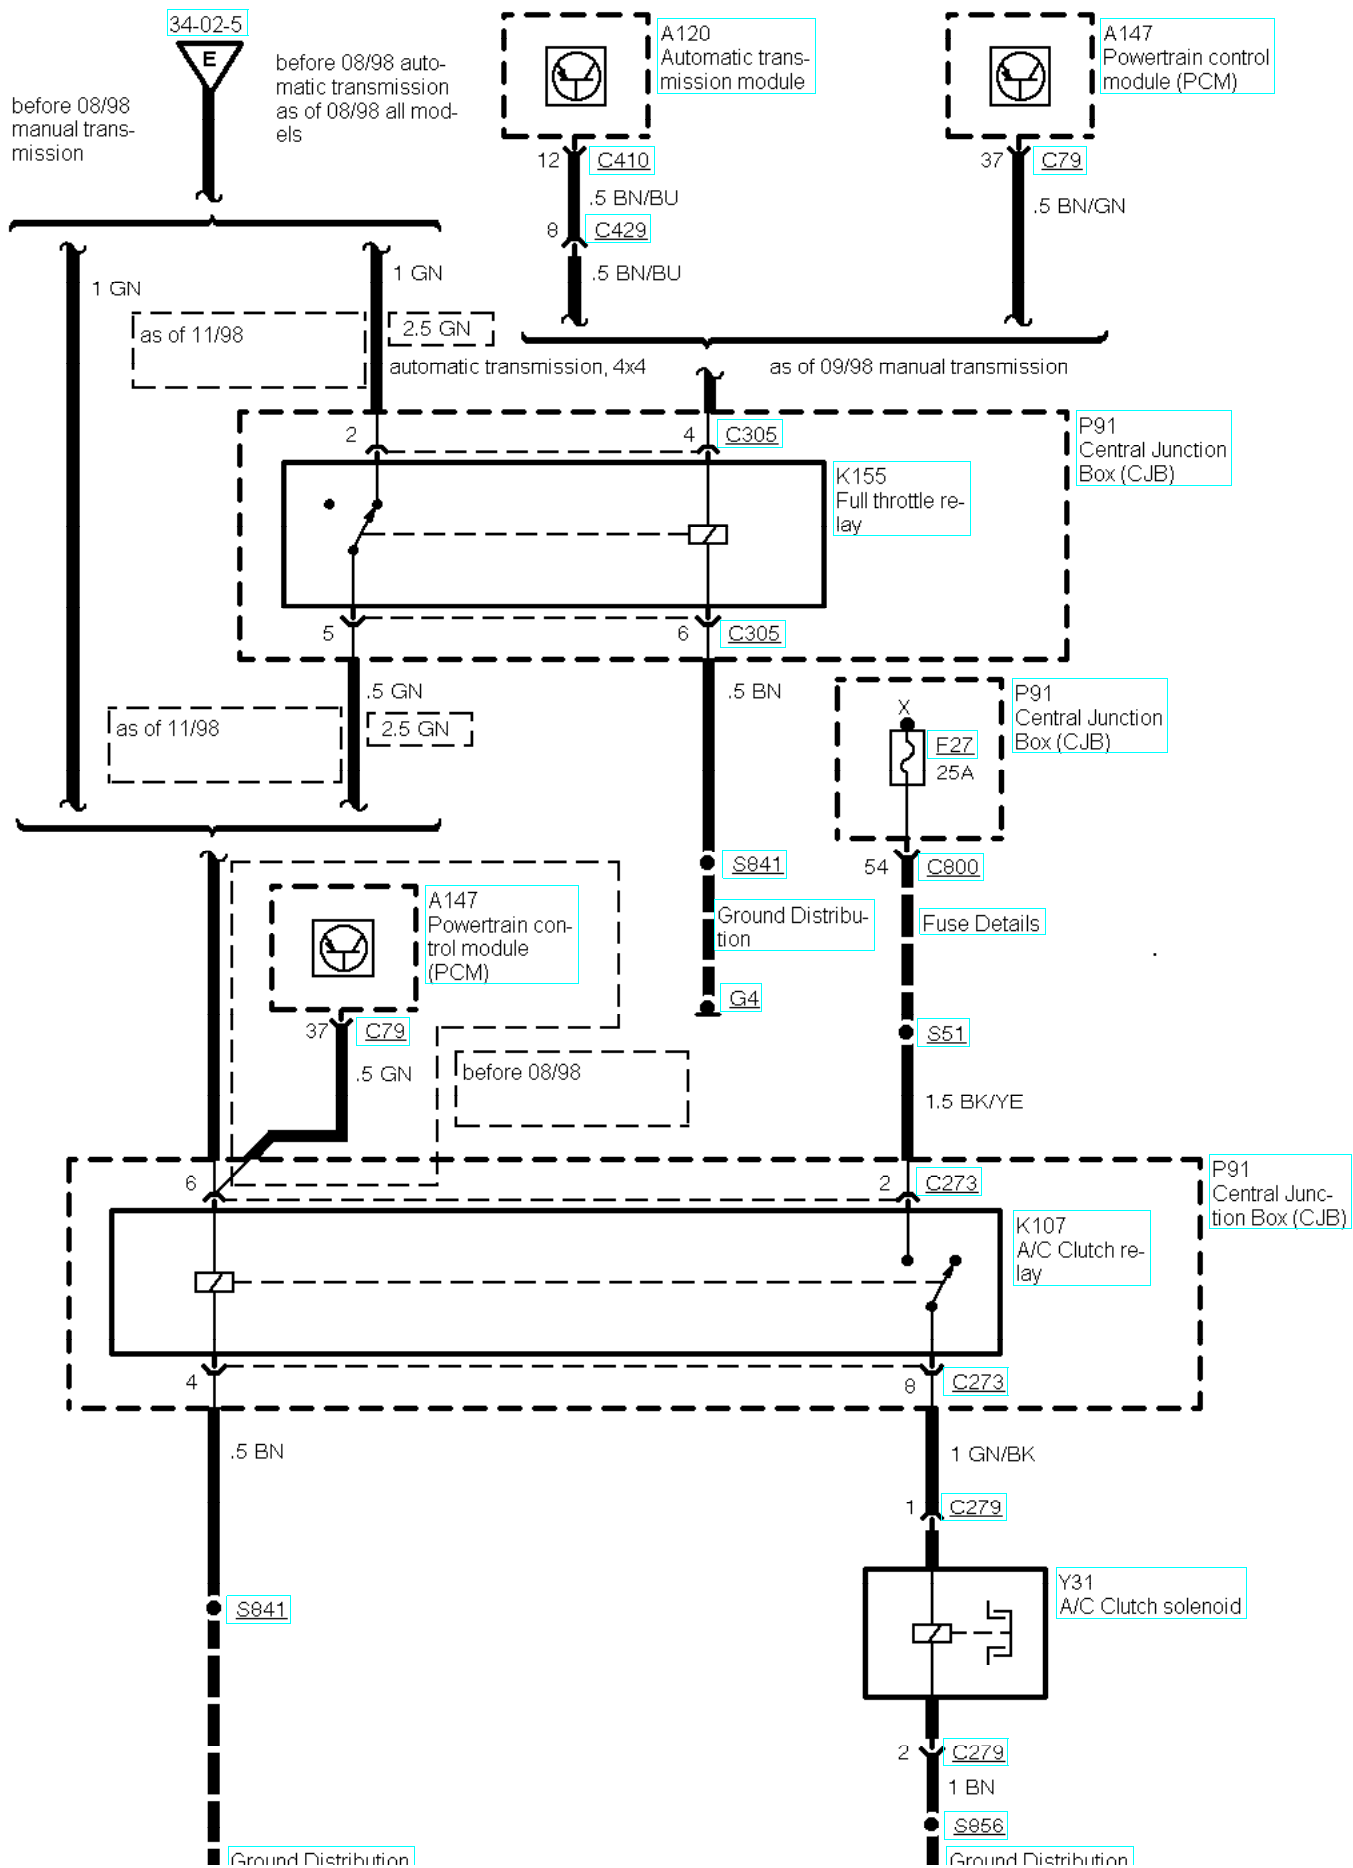 34-02-5
E
before 08/98
manual trans-
mission
before 08/98 auto-
matic transmission
as of 08/98 all mod-
els
A120
Automatic trans-
mission module
A147
Powertrain control
module (PCM)
12 C410
37 C79
.5 BN/BU
.5 BN/GN
8 C429
.5 BN/BU
1 GN
1 GN
as of 11/98
2.5 GN
automatic transmission, 4x4
as of 09/98 manual transmission
2
4 C305
P91
Central Junction
Box (CJB)
K155
Full throttle re-
lay
5
6 C305
.5 GN
.5 BN
as of 11/98
2.5 GN
P91
Central Junction
Box (CJB)
X
F27
25A
54 C800
S841
Ground Distribu-
tion
Fuse Details
A147
Powertrain con-
trol module
(PCM)
G4
37 C79
S51
.5 GN
before 08/98
1.5 BK/YE
6
2 C273
P91
Central Junc-
tion Box (CJB)
K107
A/C Clutch re-
lay
4
8 C273
.5 BN
1 GN/BK
1 C279
Y31
A/C Clutch solenoid
S841
2 C279
1 BN
S856
Ground Distribution
Ground Distribution